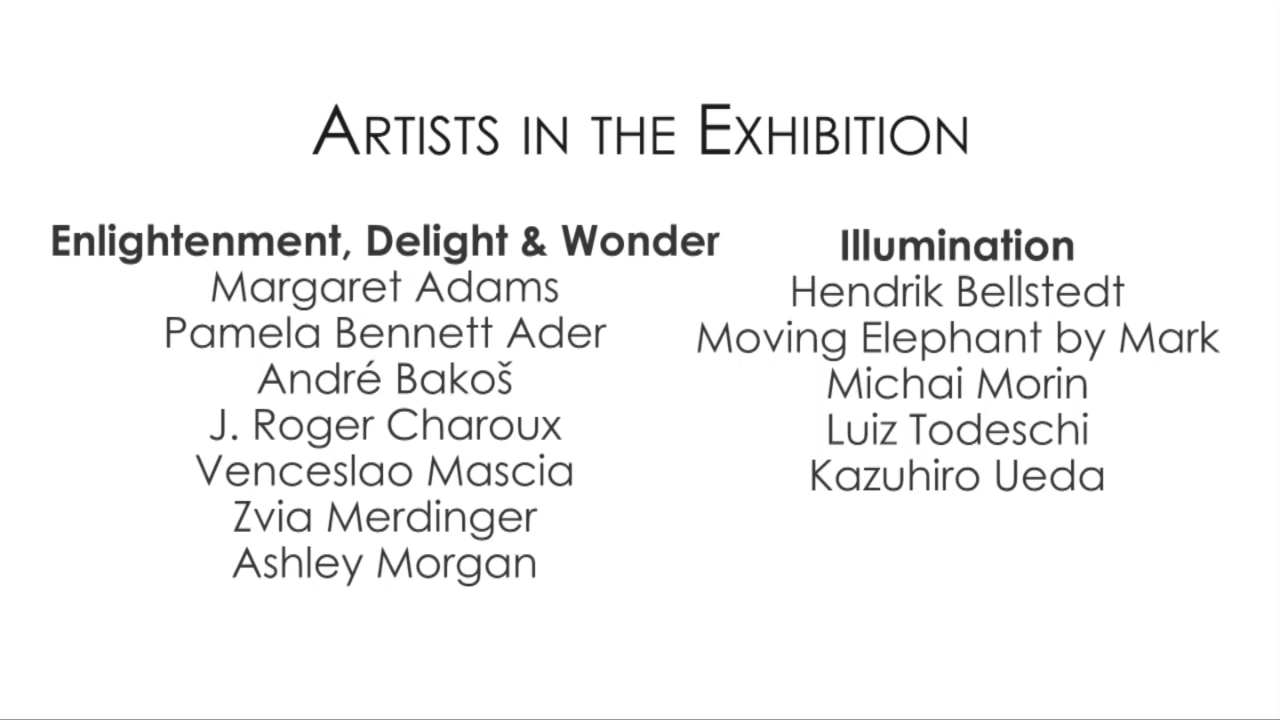 Artists in the Exhibition
Enlightenment, Delight & Wonder
Margaret Adams
Pamela Bennett Ader
André Bakoš
J. Roger Charoux
Venceslao Mascia
Zvia Merdinger
Ashley Morgan
Illumination
Hendrik Bellstedt
Moving Elephant by Mark
Michai Morin
Luiz Todeschi
Kazuhiro Ueda